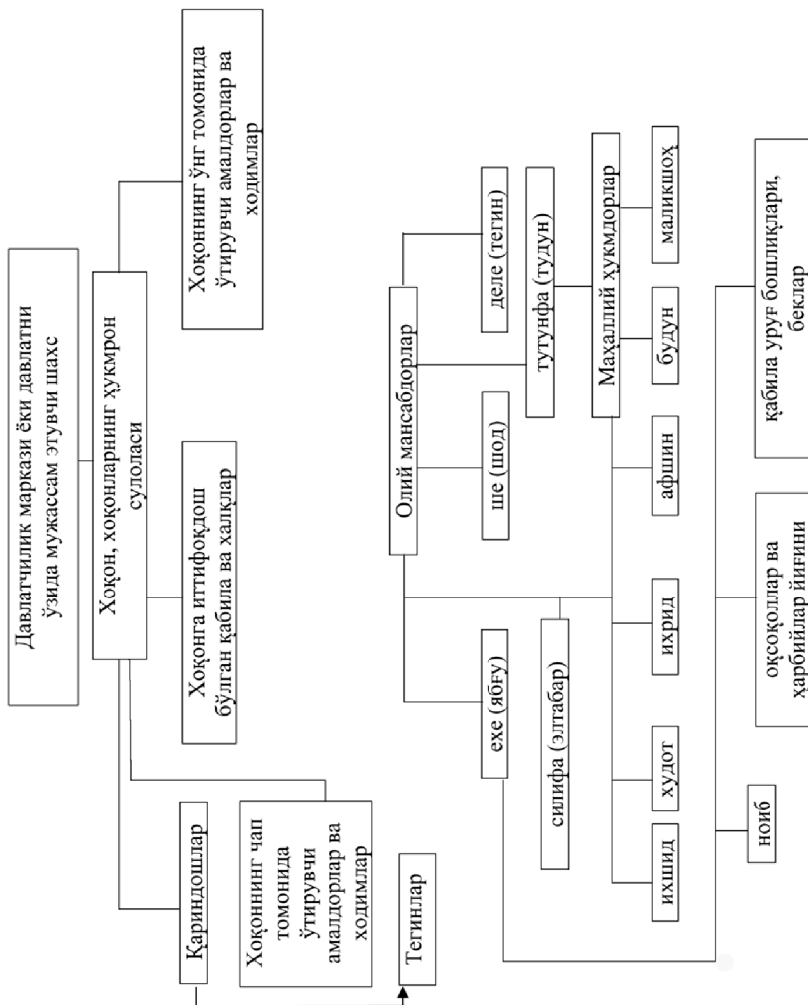 Давлатчилик маркази ёки давлатни
ўзида мужассам этувчи шахс
Хоқон, хоқонларнинг ҳукмрон
сулоласи
Қариндошлар
Хоқонга иттифоқдош
бўлган қабила ва халқлар
Хоқоннинг ўнг томонида
ўтирувчи амалдорлар ва
ходимлар
Хоқоннинг чап
томонида
ўтирувчи
амалдорлар ва
ходимлар
Тегинлар
Олий мансабдорлар
ехе (ябғу)
ше (шод)
деле (тегин)
силифа (элтабар)
тутунфа (тудун)
Маҳаллий ҳукмдорлар
ихшид
худот
ихрид
афшин
будун
маликшоҳ
ноиб
оқсоқоллар ва
ҳарбийлар йиғини
қабила уруғ бошлиқлари,
беклар